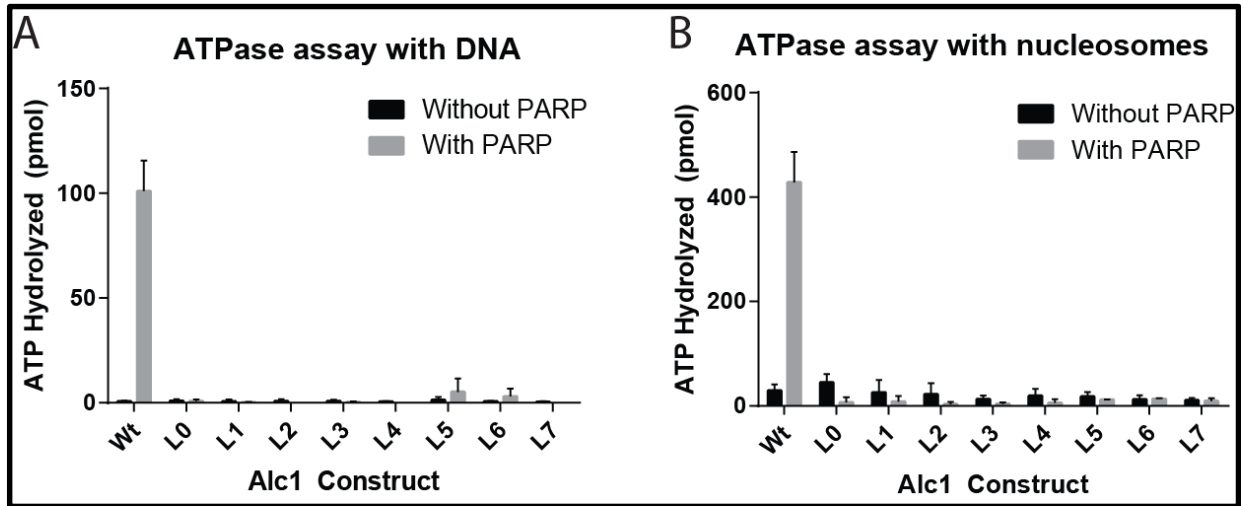 A
ATPase assay with DNA
Without PARP
With PARP
ATP Hydrolyzed (pmol)
150
100
50
0
Wt L0 L1 L2 L3 L4 L5 L6 L7
Alc1 Construct
B
ATPase assay with nucleosomes
Without PARP
With PARP
ATP Hydrolyzed (pmol)
600
400
200
0
Wt L0 L1 L2 L3 L4 L5 L6 L7
Alc1 Construct